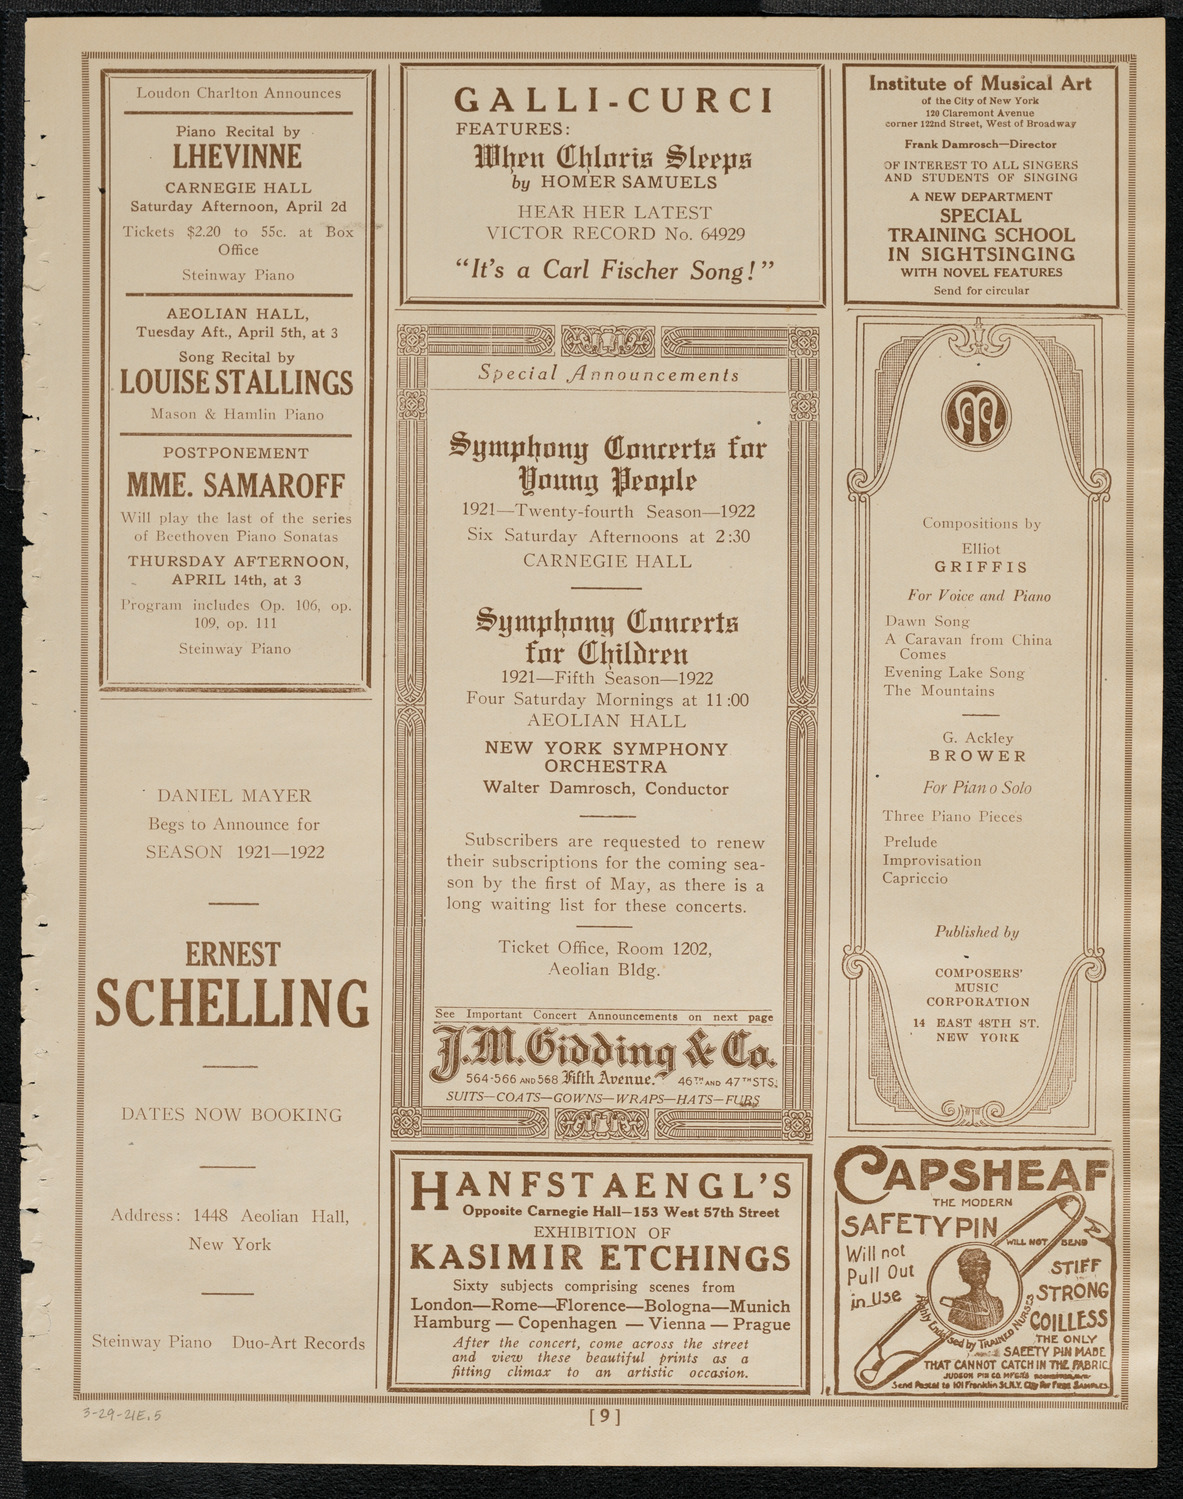 Loudon Charlton Announces
Piano Recital by
LHEVINNE
CARNEGIE HALL
Saturday Afternoon, April 2d
Tickets $2.20 to 55c. at Box
Office
Steinway Piano
AEOLIAN HALL,
Tuesday Aft., April 5th, at 3
Song Recital by
LOUISE STALLINGS
Mason & Hamlin Piano
POSTPONEMENT
MME. SAMAROFF
Will play the last of the series
of Beethoven Piano Sonatas
THURSDAY AFTERNOON,
APRIL 14th, at 3
Program includes Op. 106, op.
109, op. 111
Steinway Piano
DANIEL MAYER
Begs to Announce for
SEASON 1921—1922
ERNEST
SCHELLING
DATES NOW BOOKING
Address: 1448 Aeolian Hall,
New York
Steinway Piano Duo-Art Records
GALLI-CURCI
FEATURES:
When Chloris Sleeps
by HOMER SAMUELS
HEAR HER LATEST
VICTOR RECORD No. 64929
“It's a Carl Fischer Song!”
Special Announcements
Symphony Concerts for
Young People
1921—Twenty-fourth Season—1922
Six Saturday Afternoons at 2:30
CARNEGIE HALL
Symphony Concerts
for Children
1921—Fifth Season—1922
Four Saturday Mornings at 11:00
AEOLIAN HALL
NEW YORK SYMPHONY
ORCHESTRA
Walter Damrosch, Conductor
Subscribers are requested to renew
their subscriptions for the coming sea-
son by the first of May, as there is a
long waiting list for these concerts.
Ticket Office, Room 1202,
Aeolian Bldg.
See Important Concert Announcements on next page
J.M. Gidding & Co.
564-566 AND 568 Fifth Avenue. 46TH AND 47TH STS.
SUITS—COATS—GOWNS—WRAPS—HATS—FURS
HANFSTAENGL'S
Opposite Carnegie Hall—153 West 57th Street
EXHIBITION OF
KASIMIR ETCHINGS
Sixty subjects comprising scenes from
London—Rome—Florence—Bologna—Munich
Hamburg — Copenhagen — Vienna — Prague
After the concert, come across the street
and view these beautiful prints as a
fitting climax to an artistic occasion.
Institute of Musical Art
of the City of New York
120 Claremont Avenue
corner 122nd Street, West of Broadway
Frank Damrosch—Director
OF INTEREST TO ALL SINGERS
AND STUDENTS OF SINGING
A NEW DEPARTMENT
SPECIAL
TRAINING SCHOOL
IN SIGHTSINGING
WITH NOVEL FEATURES
Send for circular
Compositions by
Elliot
GRIFFIS
For Voice and Piano
Dawn Song
A Caravan from China
Comes
Evening Lake Song
The Mountains
G. Ackley
BROWER
For Piano Solo
Three Piano Pieces
Prelude
Improvisation
Capriccio
Published by
COMPOSERS'
MUSIC
CORPORATION
14 EAST 48TH ST.
NEW YORK
CAPSHEAF
THE MODERN
SAFETY PIN
WILL NOT BEND
Will not
Pull Out
in Use
STIFF
STRONG
COILLESS
Highly Endorsed by TRAINED NURSES
THE ONLY
SAFETY PIN MADE
THAT CANNOT CATCH IN THE FABRIC.
JUDSON PIN CO. MFGRS
Send Postal to 101 Franklin St. N.Y. City For Free SAMPLES.
3-29-21E.5
[ 9 ]